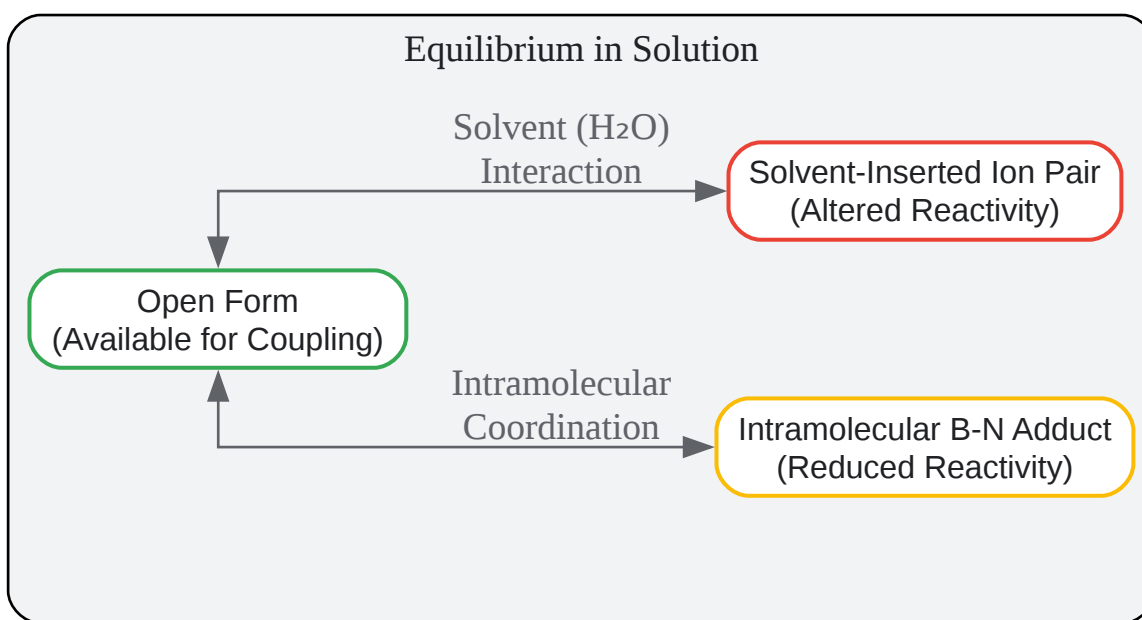 Equilibrium in Solution
Solvent (H₂O)
Interaction
Solvent-Inserted Ion Pair
(Altered Reactivity)
Open Form
(Available for Coupling)
Intramolecular
Coordination
Intramolecular B-N Adduct
(Reduced Reactivity)